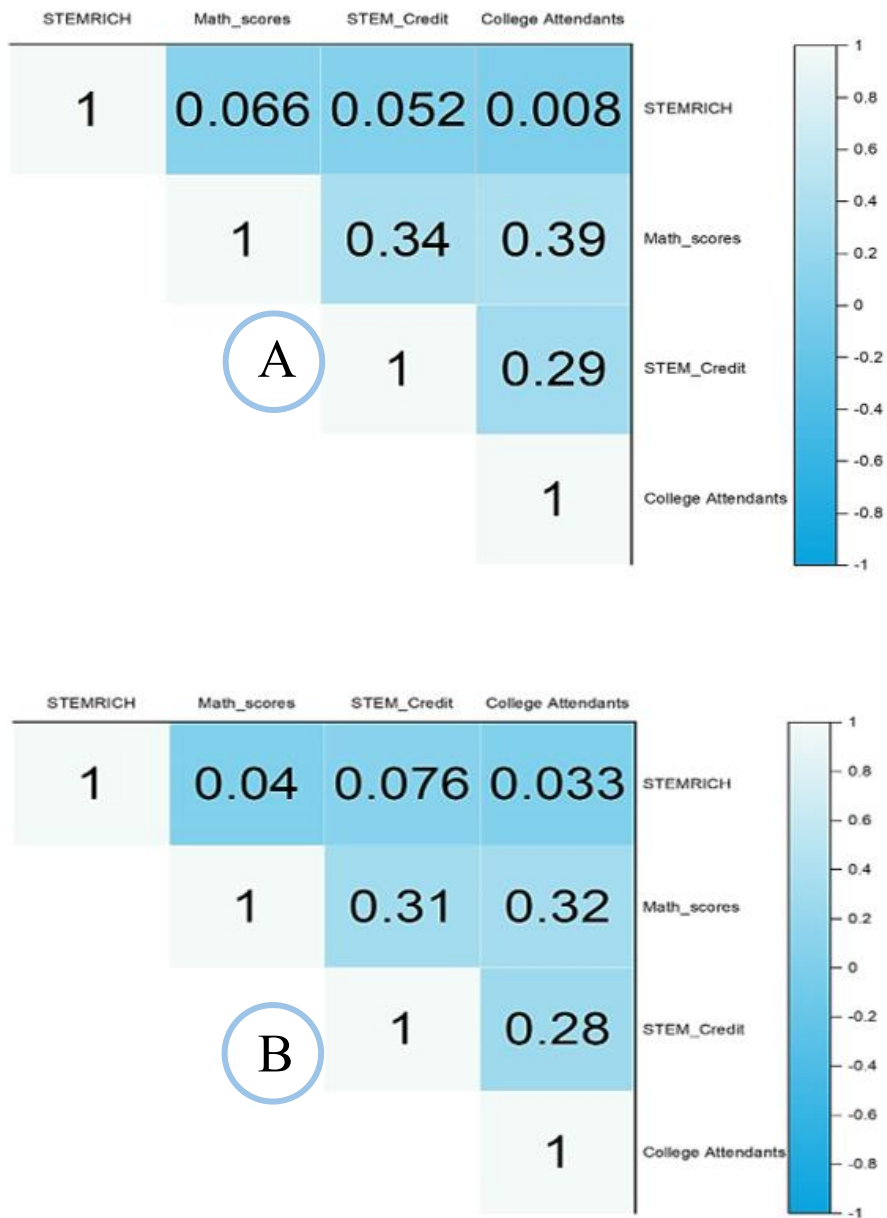 STEMRICH Math_scores STEM_Credit College Attendants
1 0.066 0.052 0.008 STEMRICH
1 0.34 0.39 Math_scores
A 1 0.29 STEM_Credit
1 College Attendants
1
0.8
0.6
0.4
0.2
0
-0.2
-0.4
-0.6
-0.8
-1
STEMRICH Math_scores STEM_Credit College Attendants
1 0.04 0.076 0.033 STEMRICH
1 0.31 0.32 Math_scores
B 1 0.28 STEM_Credit
1 College Attendants
1
0.8
0.6
0.4
0.2
0
-0.2
-0.4
-0.6
-0.8
-1